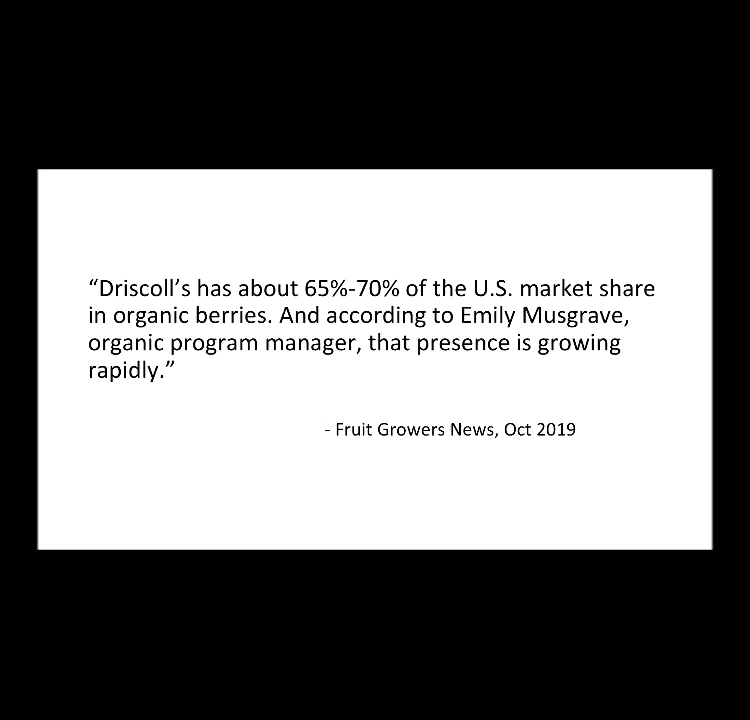 “Driscoll’s has about 65%-70% of the U.S. market share
in organic berries. And according to Emily Musgrave,
organic program manager, that presence is growing
rapidly.”
- Fruit Growers News, Oct 2019